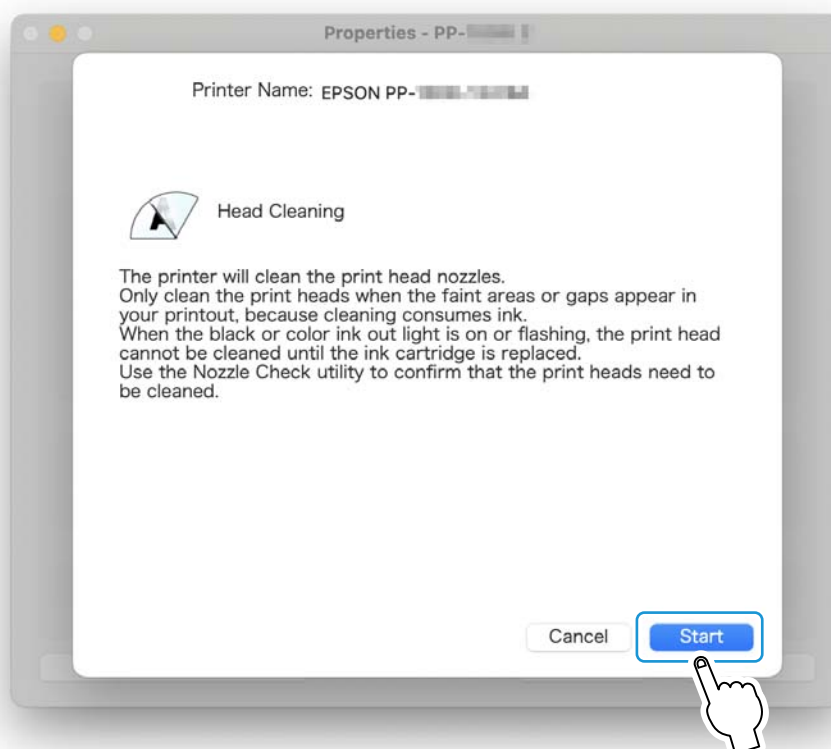 Properties - PP-
Printer Name: EPSON PP-
Head Cleaning
The printer will clean the print head nozzles.
Only clean the print heads when the faint areas or gaps appear in
your printout, because cleaning consumes ink.
When the black or color ink out light is on or flashing, the print head
cannot be cleaned until the ink cartridge is replaced.
Use the Nozzle Check utility to confirm that the print heads need to
be cleaned.
Cancel Start